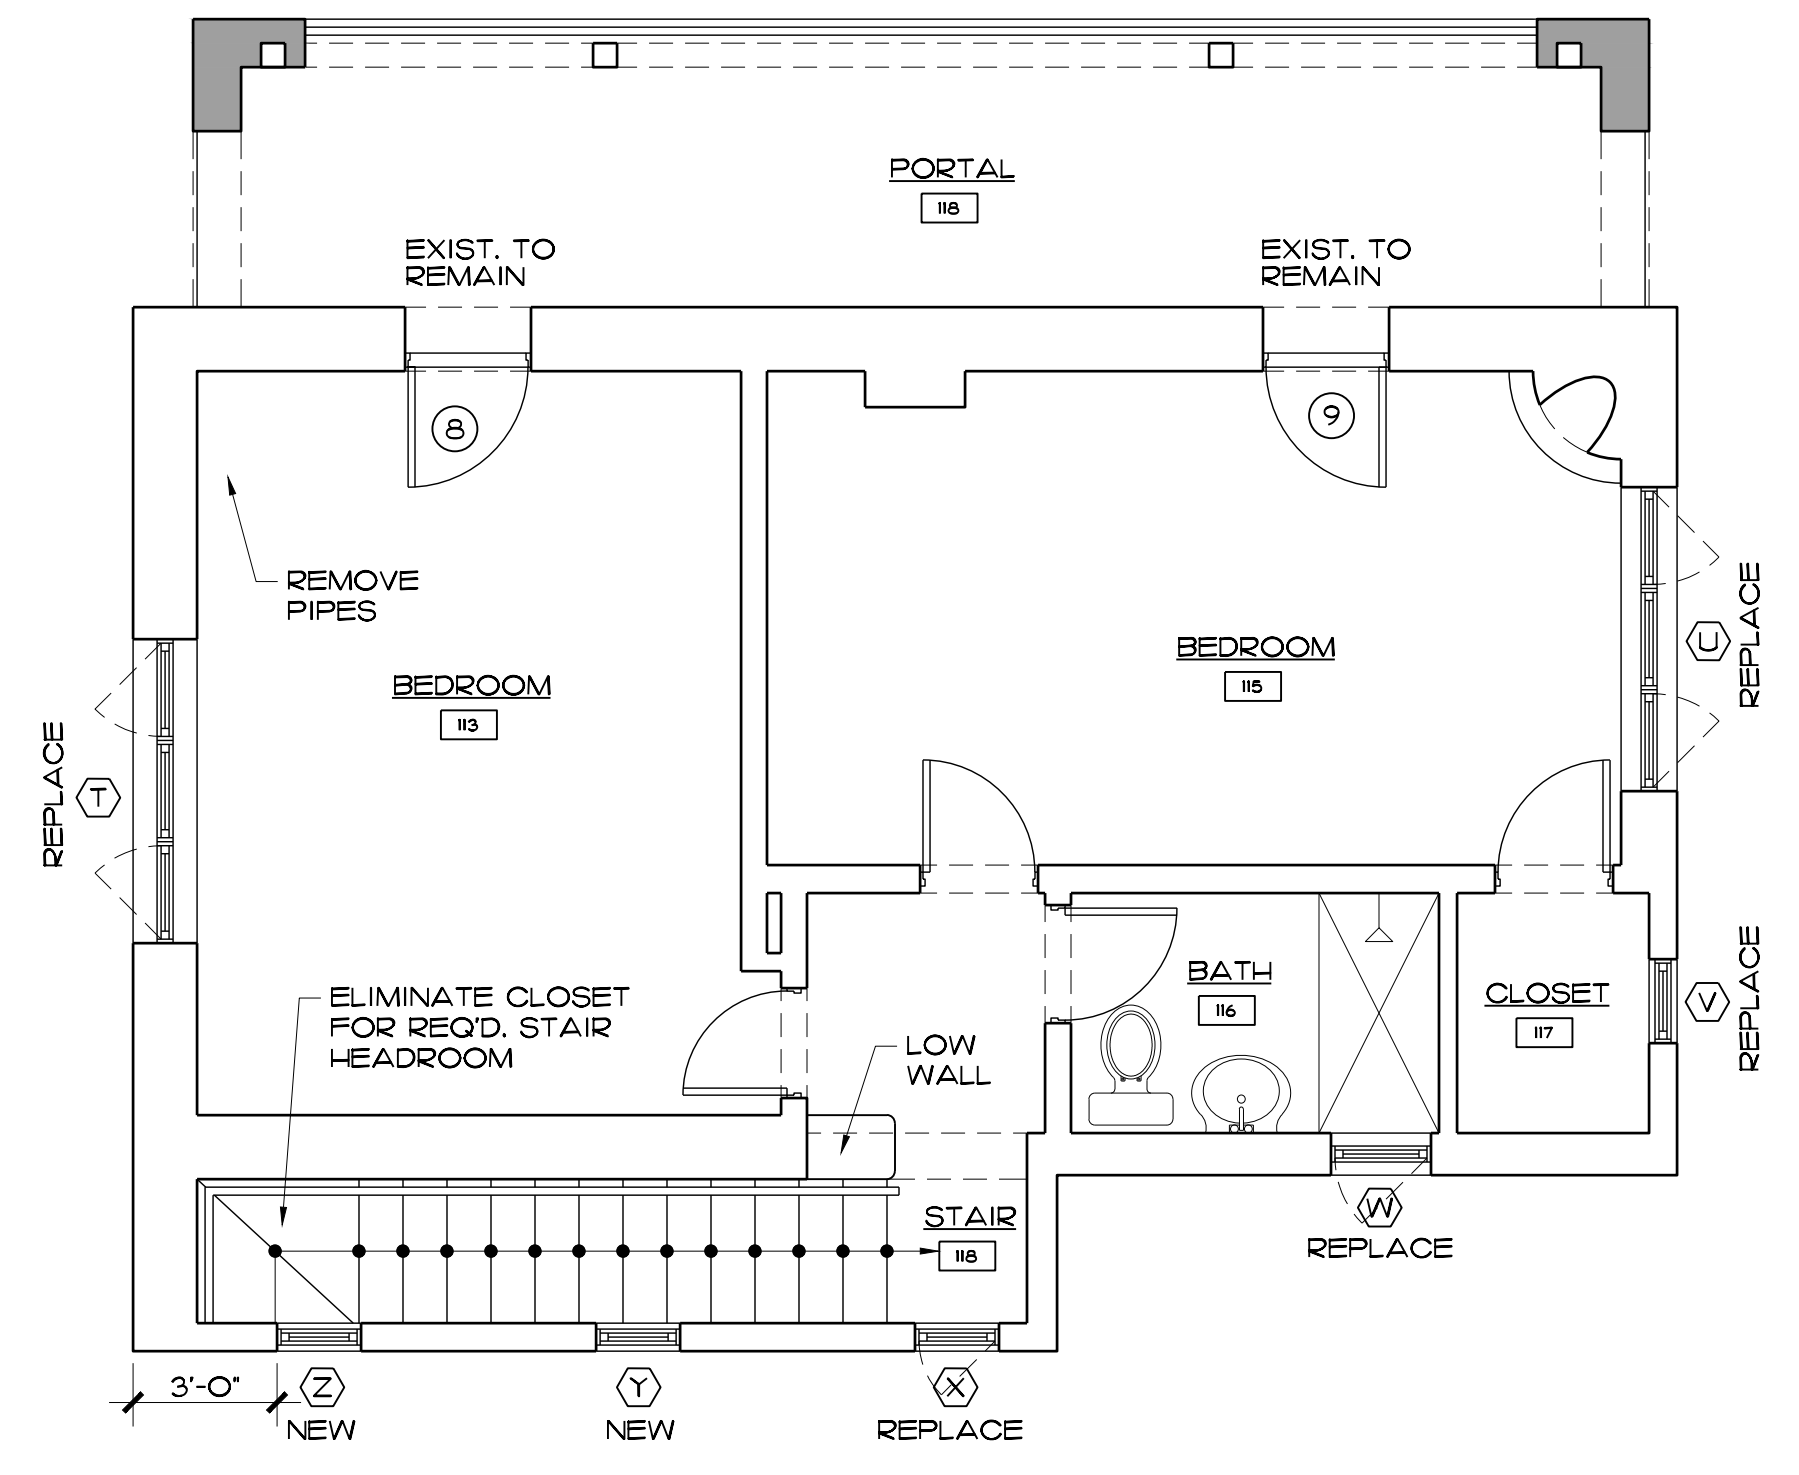 PORTAL
118
EXIST. TO
REMAIN
EXIST. TO
REMAIN
8
9
REMOVE
PIPES
BEDROOM
113
BEDROOM
115
REPLACE
U
REPLACE
T
ELIMINATE CLOSET
FOR REQ'D. STAIR
HEADROOM
LOW
WALL
BATH
116
CLOSET
117
V
REPLACE
STAIR
118
W
REPLACE
3'-0"
Z
NEW
Y
NEW
X
REPLACE